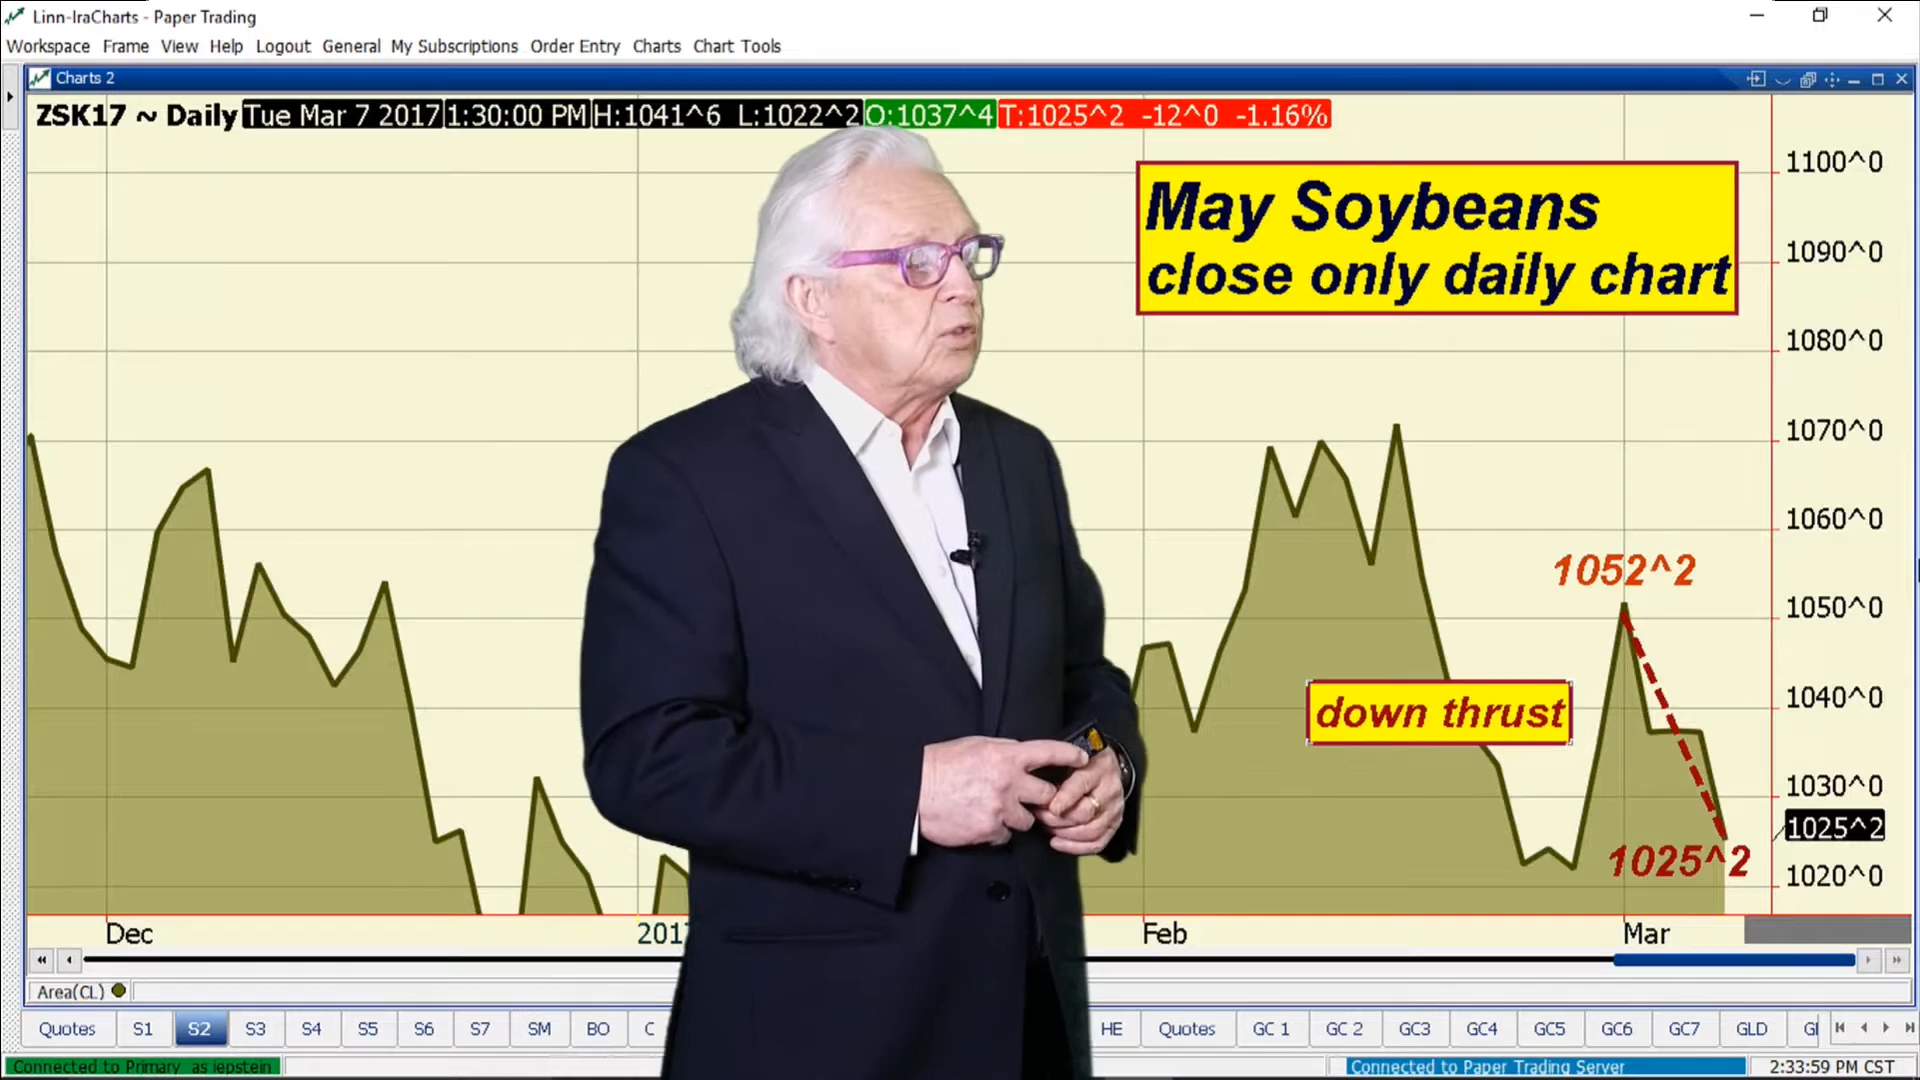 Linn-IraCharts - Paper Trading
Workspace Frame View Help Logout General My Subscriptions Order Entry Charts Chart Tools
Charts 2
ZSK17 ~ Daily Tue Mar 7 2017 1:30:00 PM H:1041^6 L:1022^2 O:1037^4 T:1025^2 -12^0 -1.16%
May Soybeans
close only daily chart
1100^0
1090^0
1080^0
1070^0
1060^0
1052^2
1050^0
down thrust
1040^0
1030^0
1025^2
1025^2
1020^0
Dec 201 Feb Mar
Area(CL)
Quotes S1 S2 S3 S4 S5 S6 S7 SM BO C HE Quotes GC 1 GC 2 GC3 GC4 GC5 GC6 GC7 GLD
Connected to Primary as iepstein Connected to Paper Trading Server 2:33:59 PM CST